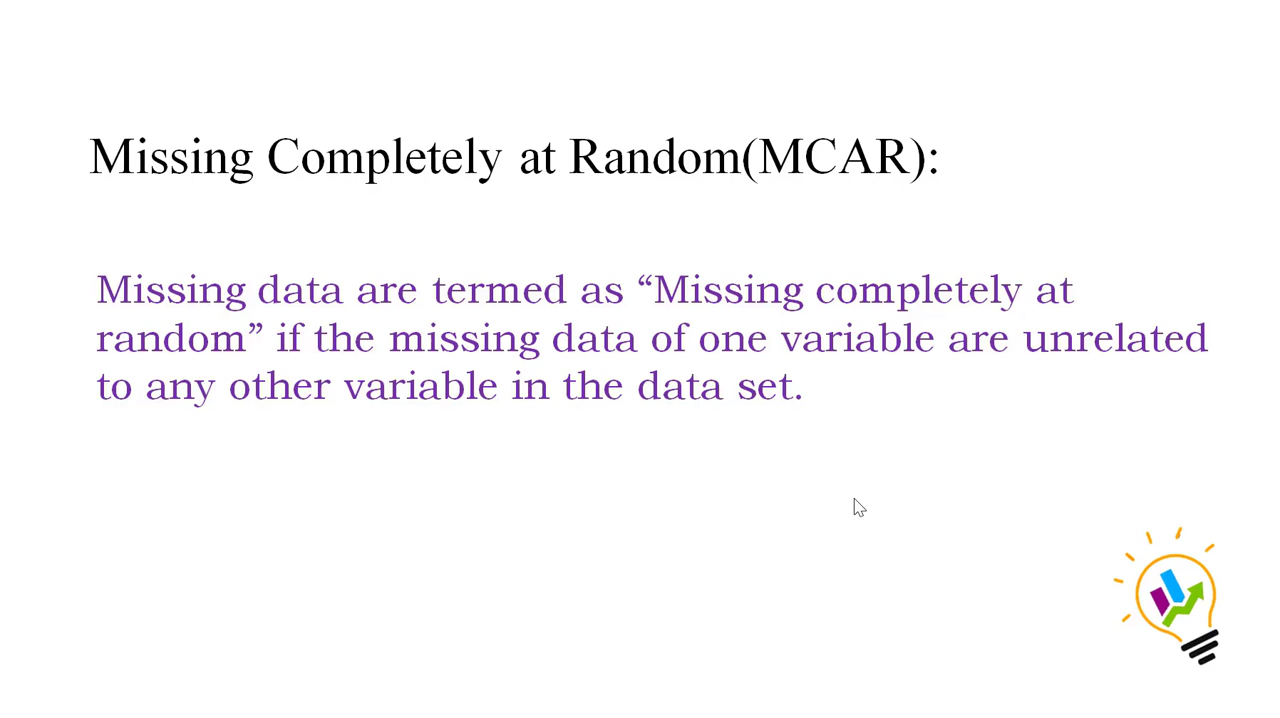 Missing Completely at Random(MCAR):
Missing data are termed as “Missing completely at
random” if the missing data of one variable are unrelated
to any other variable in the data set.